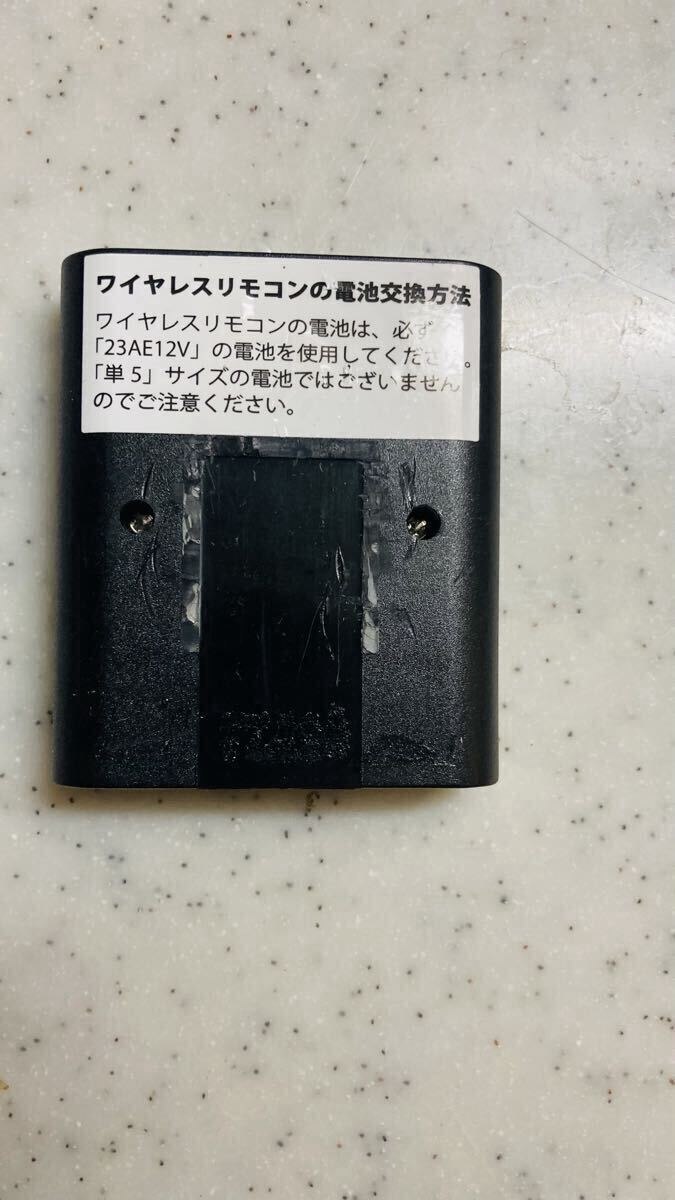 ワイヤレスリモコンの電池交換方法
ワイヤレスリモコンの電池は、必ず
「23AE12V」の電池を使用してください。
「単5」サイズの電池ではございません
のでご注意ください。